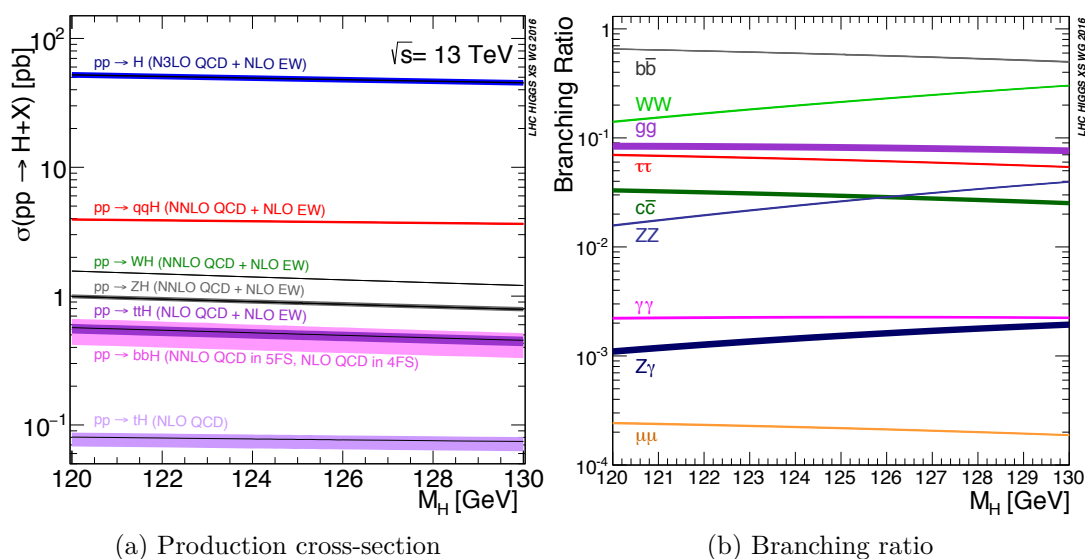 σ(pp → H+X) [pb]
10²
10
1
10⁻¹
√s= 13 TeV
pp → H (N3LO QCD + NLO EW)
pp → qqH (NNLO QCD + NLO EW)
pp → WH (NNLO QCD + NLO EW)
pp → ZH (NNLO QCD + NLO EW)
pp → ttH (NLO QCD + NLO EW)
pp → bbH (NNLO QCD in 5FS, NLO QCD in 4FS)
pp → tH (NLO QCD)
120 122 124 126 128 130
M_H [GeV]
LHC HIGGS XS WG 2016
(a) Production cross-section
Branching Ratio
1
10⁻¹
10⁻²
10⁻³
10⁻⁴
bb̅
WW
gg
ττ
cc̅
ZZ
γγ
Zγ
μμ
120 121 122 123 124 125 126 127 128 129 130
M_H [GeV]
LHC HIGGS XS WG 2016
(b) Branching ratio